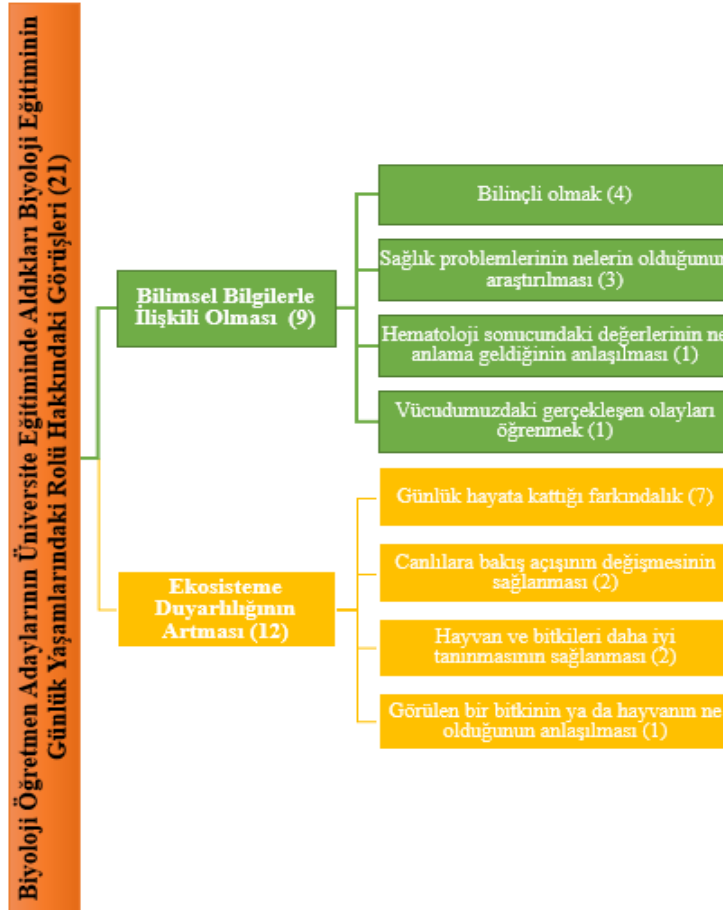 Biyoloji Öğretmen Adaylarının Üniversite Eğitiminde Aldıkları Biyoloji Eğitiminin
Günlük Yaşamlarındaki Rolü Hakkındaki Görüşleri (21)
Bilimsel Bilgilerle
İlişkili Olması (9)
Bilinçli olmak (4)
Sağlık problemlerinin nelerin olduğunun
araştırılması (3)
Hematoloji sonucundaki değerlerinin ne
anlama geldiğinin anlaşılması (1)
Vücudumuzdaki gerçekleşen olayları
öğrenmek (1)
Ekosisteme
Duyarlılığının
Artması (12)
Günlük hayata kattığı farkındalık (7)
Canlılara bakış açışının değişmesinin
sağlanması (2)
Hayvan ve bitkileri daha iyi
tanınmasının sağlanması (2)
Görülen bir bitkinin ya da hayvanın ne
olduğunun anlaşılması (1)